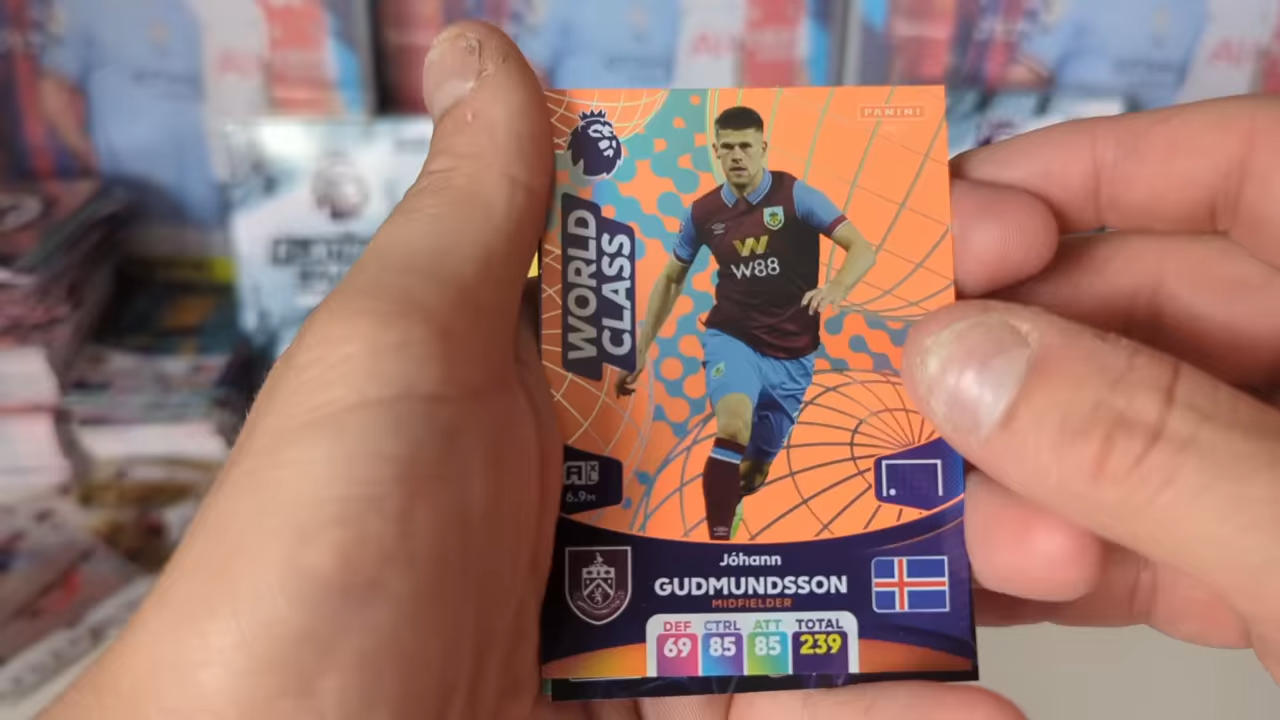 PANINI
WORLD
CLASS
W88
6.9M
Jóhann
GUDMUNDSSON
MIDFIELDER
DEF CTRL ATT TOTAL
69 85 85 239